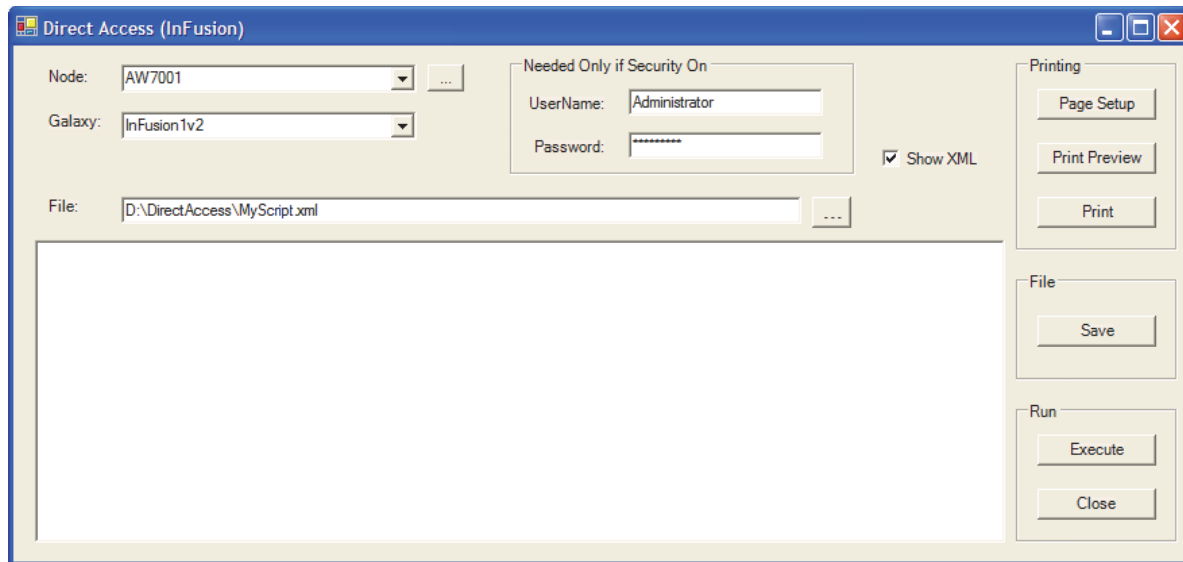 Direct Access (InFusion)
Node: AW7001 ...
Galaxy: InFusion1v2
Needed Only if Security On
UserName: Administrator
Password: *********
Show XML
File: D:\DirectAccess\MyScript.xml ...
Printing
Page Setup
Print Preview
Print
File
Save
Run
Execute
Close